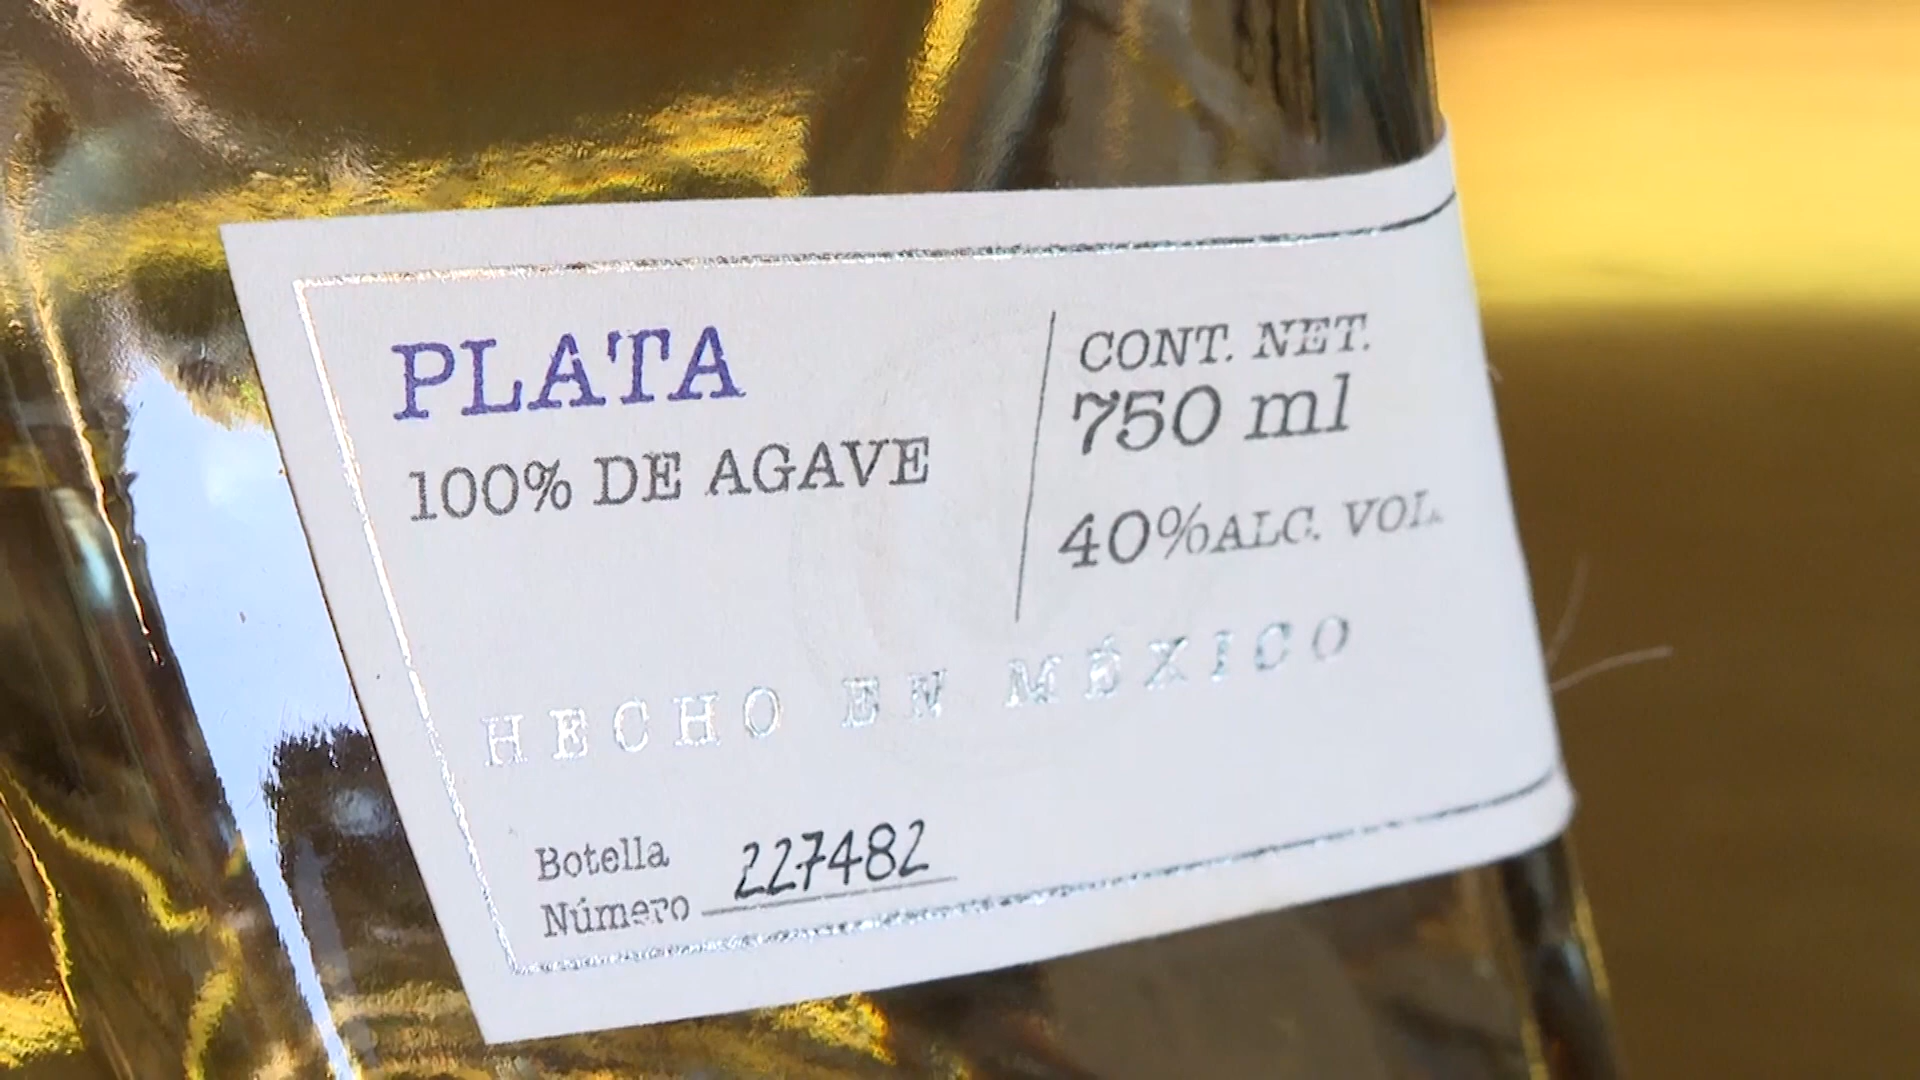 PLATA
100% DE AGAVE
CONT. NET.
750 ml
40% ALC. VOL.
HECHO EN MÉXICO
Botella
Número 227482